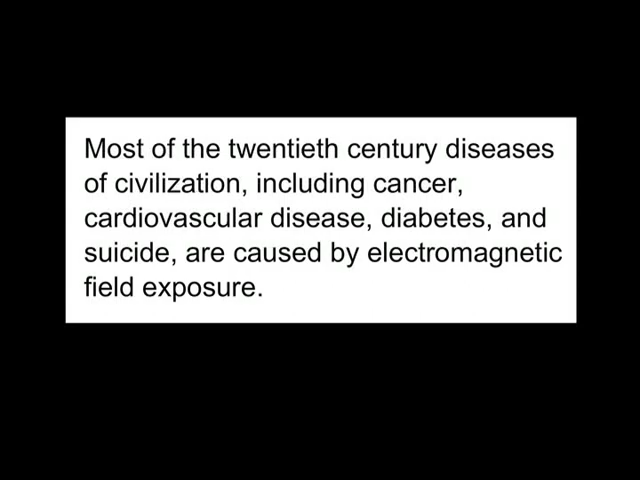 Most of the twentieth century diseases
of civilization, including cancer,
cardiovascular disease, diabetes, and
suicide, are caused by electromagnetic
field exposure.